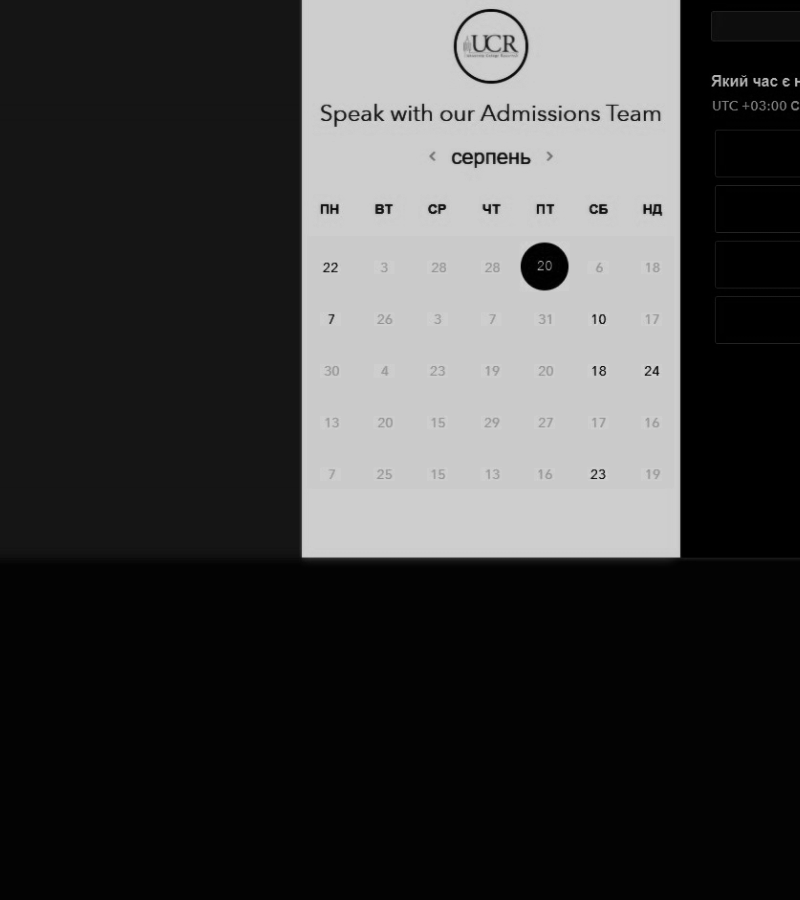 UCR
Speak with our Admissions Team
< серпень >
ПН ВТ СР ЧТ ПТ СБ НД
22 3 28 28 20 6 18
7 26 3 7 31 10 17
30 4 23 19 20 18 24
13 20 15 29 27 17 16
7 25 15 13 16 23 19
Який час є
UTC +03:00